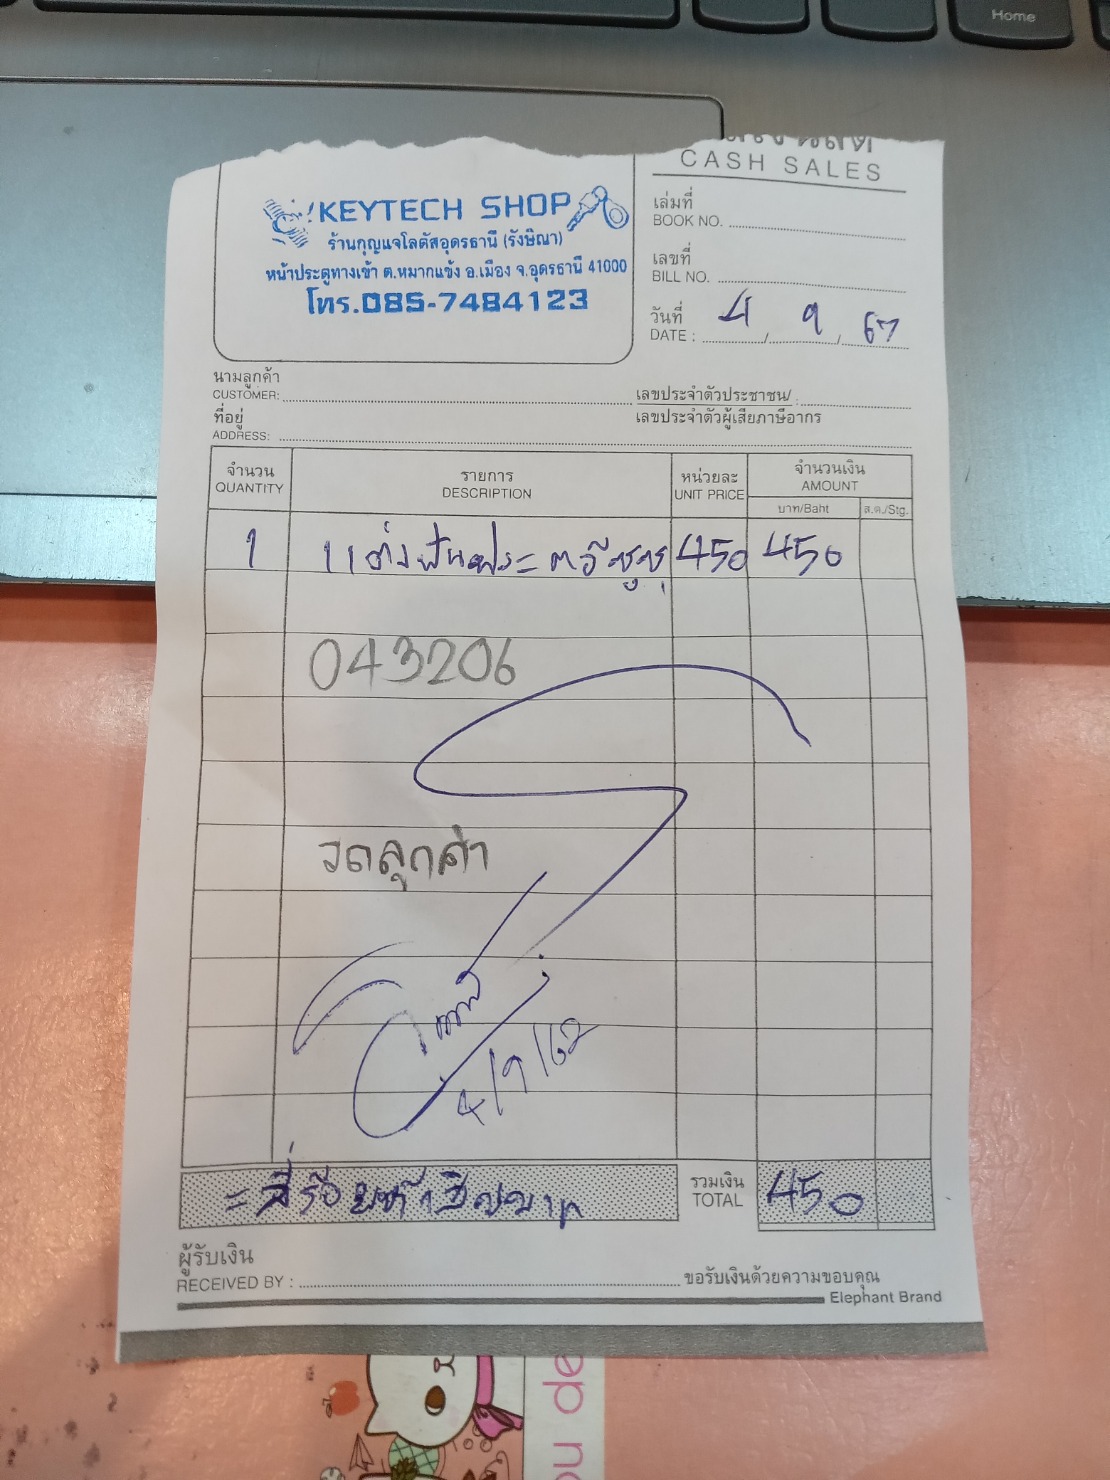 Home
CASH SALES
KEYTECH SHOP
ร้านกุญแจโลตัสอุดรธานี (รังษิณา)
หน้าประตูทางเข้า ต.หมากแข้ง อ.เมือง จ.อุดรธานี 41000
โทร.085-7484123
เล่มที่
BOOK NO.
เลขที่
BILL NO.
วันที่
DATE : 4 / 9 / 67
นามลูกค้า
CUSTOMER:
เลขประจำตัวประชาชน/
เลขประจำตัวผู้เสียภาษีอากร
ที่อยู่
ADDRESS:
จำนวน รายการ หน่วยละ จำนวนเงิน
QUANTITY DESCRIPTION UNIT PRICE AMOUNT
บาท/Baht ส.ต./Stg.
1 450 450
043206
รถลูกค้า
4/9/62
รวมเงิน
TOTAL 450
ผู้รับเงิน
RECEIVED BY :
ขอรับเงินด้วยความขอบคุณ
Elephant Brand
ou de